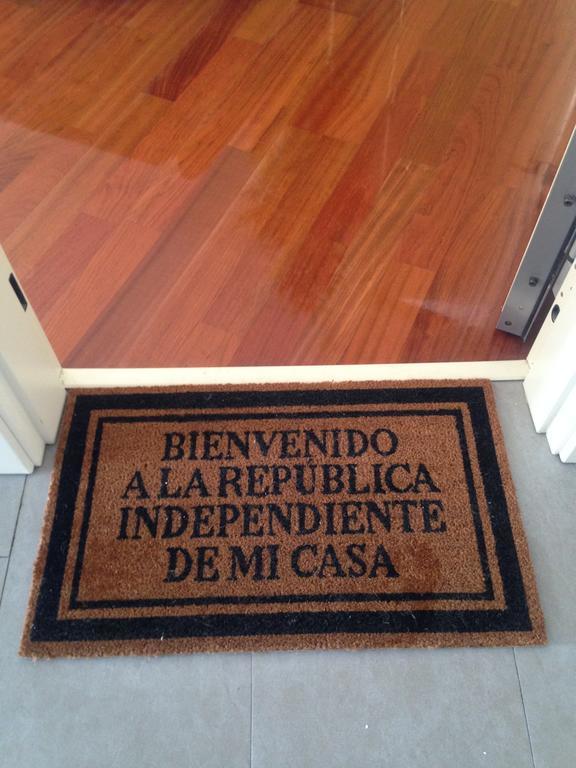 BIENVENIDO
A LA REPÚBLICA
INDEPENDIENTE
DE MI CASA